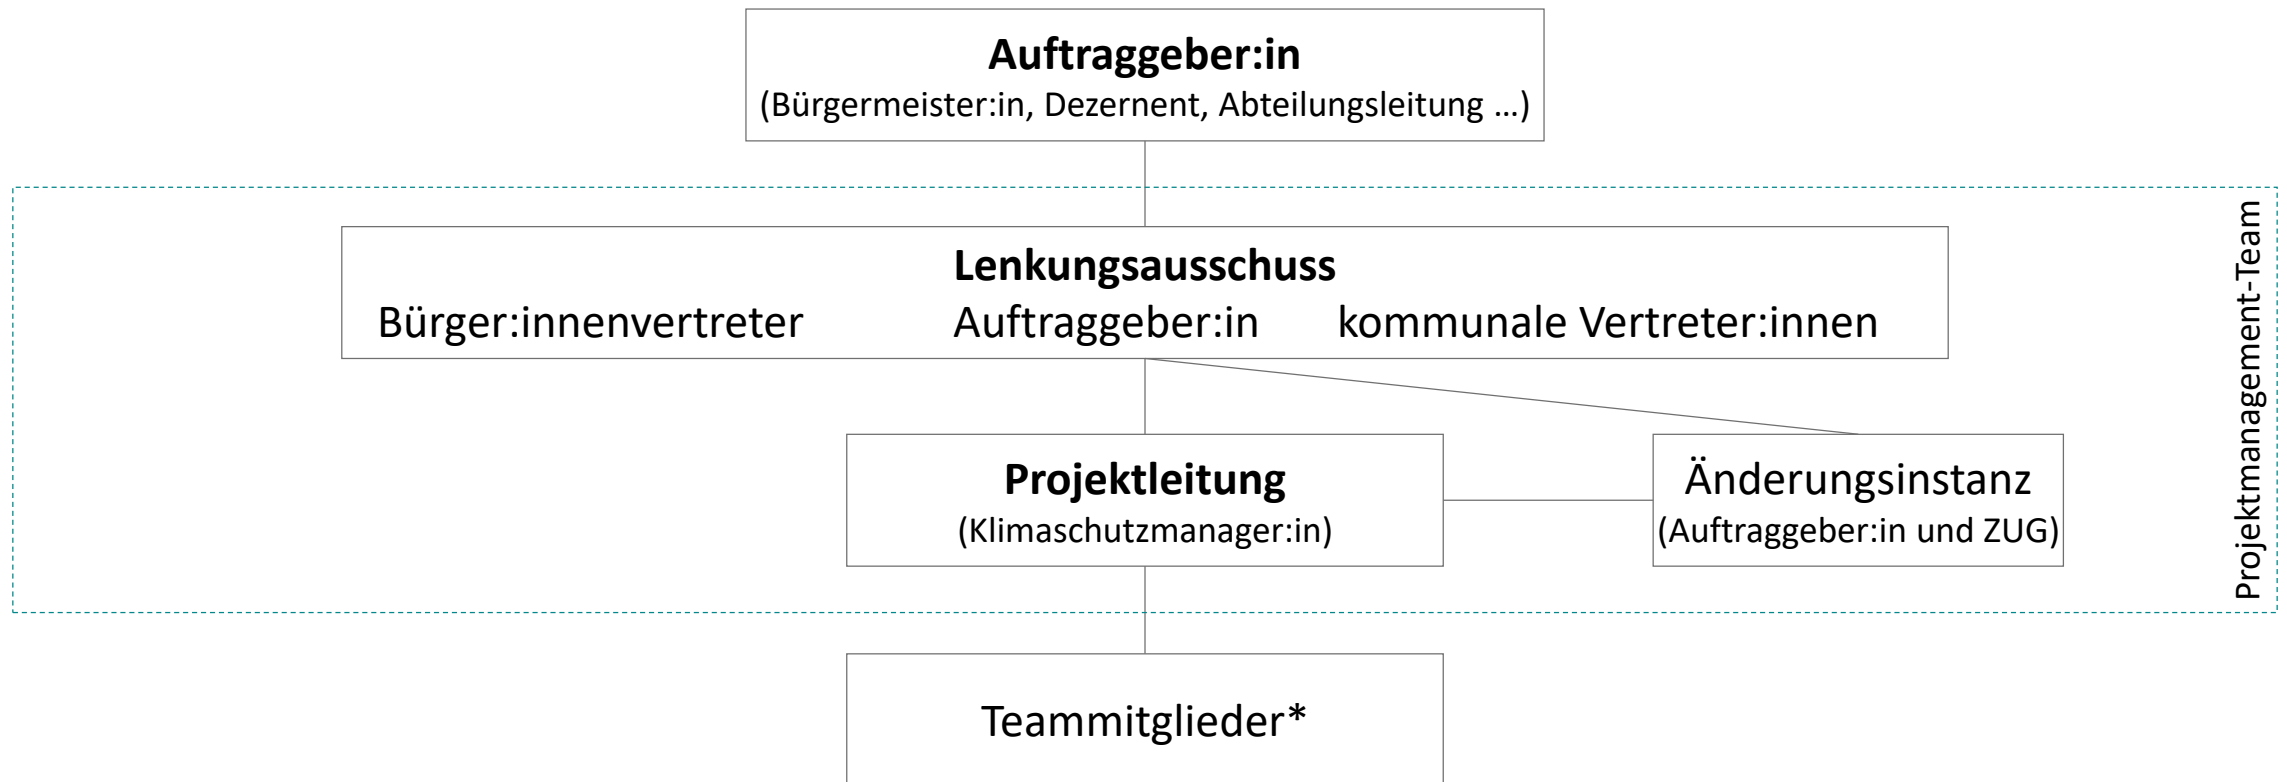 Auftraggeber:in
(Bürgermeister:in, Dezernent, Abteilungsleitung …)
Lenkungsausschuss
Bürger:innenvertreter Auftraggeber:in kommunale Vertreter:innen
Projektmanagement-Team
Projektleitung
(Klimaschutzmanager:in)
Änderungsinstanz
(Auftraggeber:in und ZUG)
Teammitglieder*